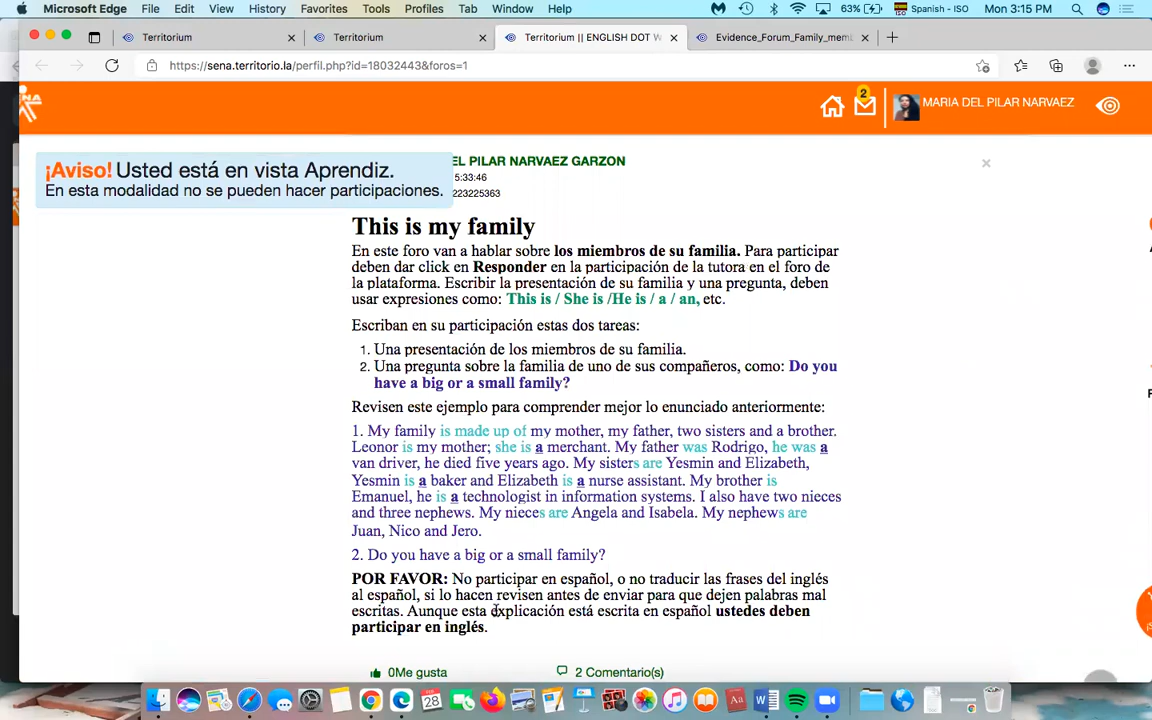 Microsoft Edge File Edit View History Favorites Tools Profiles Tab Window Help 63% Spanish - ISO Mon 3:15 PM
Territorium Territorium Territorium || ENGLISH DOT W Evidence_Forum_Family_mem
https://sena.territorio.la/perfil.php?id=18032443&foros=1
2
MARIA DEL PILAR NARVAEZ
¡Aviso! Usted está en vista Aprendiz.
En esta modalidad no se pueden hacer participaciones.
EL PILAR NARVAEZ GARZON
5:33:46
223225363
This is my family
En este foro van a hablar sobre los miembros de su familia. Para participar
deben dar click en Responder en la participación de la tutora en el foro de
la plataforma. Escribir la presentación de su familia y una pregunta, deben
usar expresiones como: This is / She is /He is / a / an, etc.
Escriban en su participación estas dos tareas:
1. Una presentación de los miembros de su familia.
2. Una pregunta sobre la familia de uno de sus compañeros, como: Do you
have a big or a small family?
Revisen este ejemplo para comprender mejor lo enunciado anteriormente:
1. My family is made up of my mother, my father, two sisters and a brother.
Leonor is my mother; she is a merchant. My father was Rodrigo, he was a
van driver, he died five years ago. My sisters are Yesmin and Elizabeth,
Yesmin is a baker and Elizabeth is a nurse assistant. My brother is
Emanuel, he is a technologist in information systems. I also have two nieces
and three nephews. My nieces are Angela and Isabela. My nephews are
Juan, Nico and Jero.
2. Do you have a big or a small family?
POR FAVOR: No participar en español, o no traducir las frases del inglés
al español, si lo hacen revisen antes de enviar para que dejen palabras mal
escritas. Aunque esta explicación está escrita en español ustedes deben
participar en inglés.
0Me gusta 2 Comentario(s)